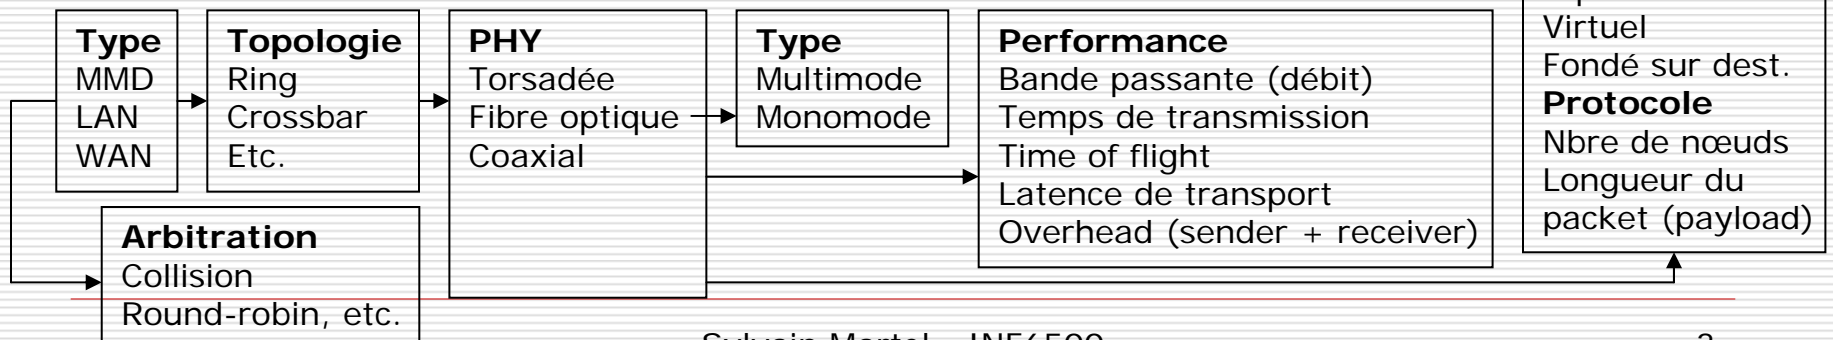 Type
MMD
LAN
WAN
Topologie
Ring
Crossbar
Etc.
PHY
Torsadée
Fibre optique
Coaxial
Type
Multimode
Monomode
Performance
Bande passante (débit)
Temps de transmission
Time of flight
Latence de transport
Overhead (sender + receiver)
Virtuel
Fondé sur dest.
Protocole
Nbre de nœuds
Longueur du
packet (payload)
Arbitration
Collision
Round-robin, etc.